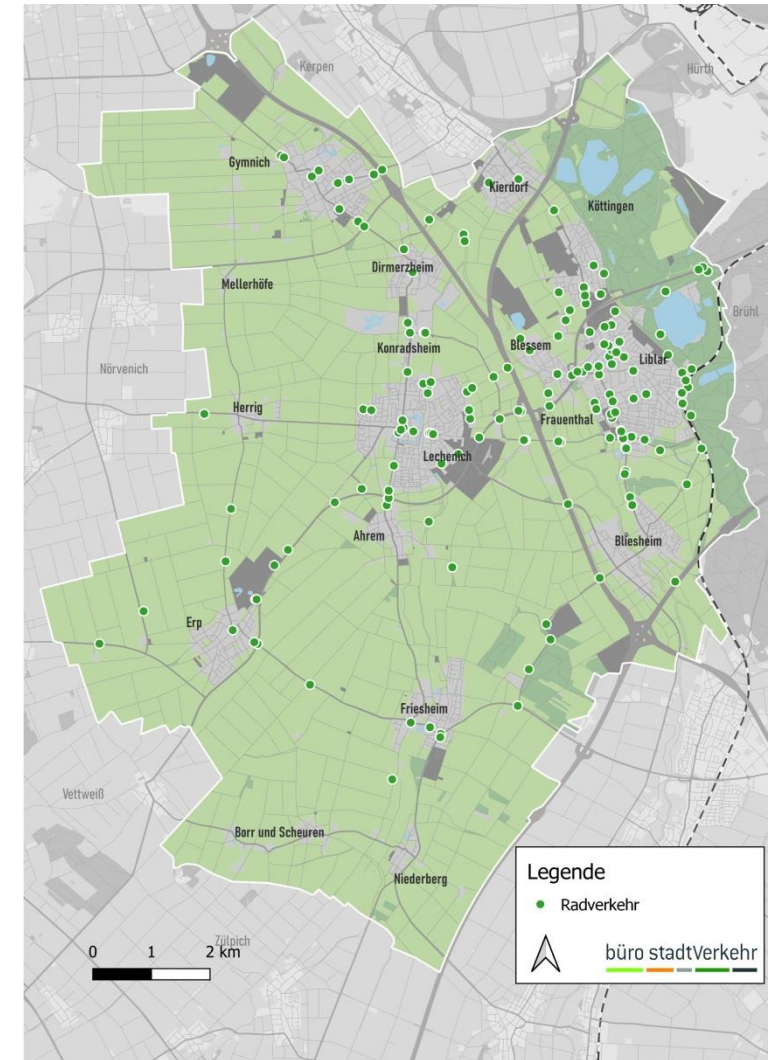 Kerpen
Hürth
Gymnich
Kierdorf
Köttingen
Dirmerzheim
Mellerhöfe
Brühl
Konradsheim
Blessem
Liblar
Nörvenich
Herrig
Frauenthal
Lechenich
Ahrem
Bliesheim
Erp
Friesheim
Vettweiß
Borr und Scheuren
Niederberg
Zülpich
0 1 2 km
Legende
Radverkehr
büro stadtVerkehr